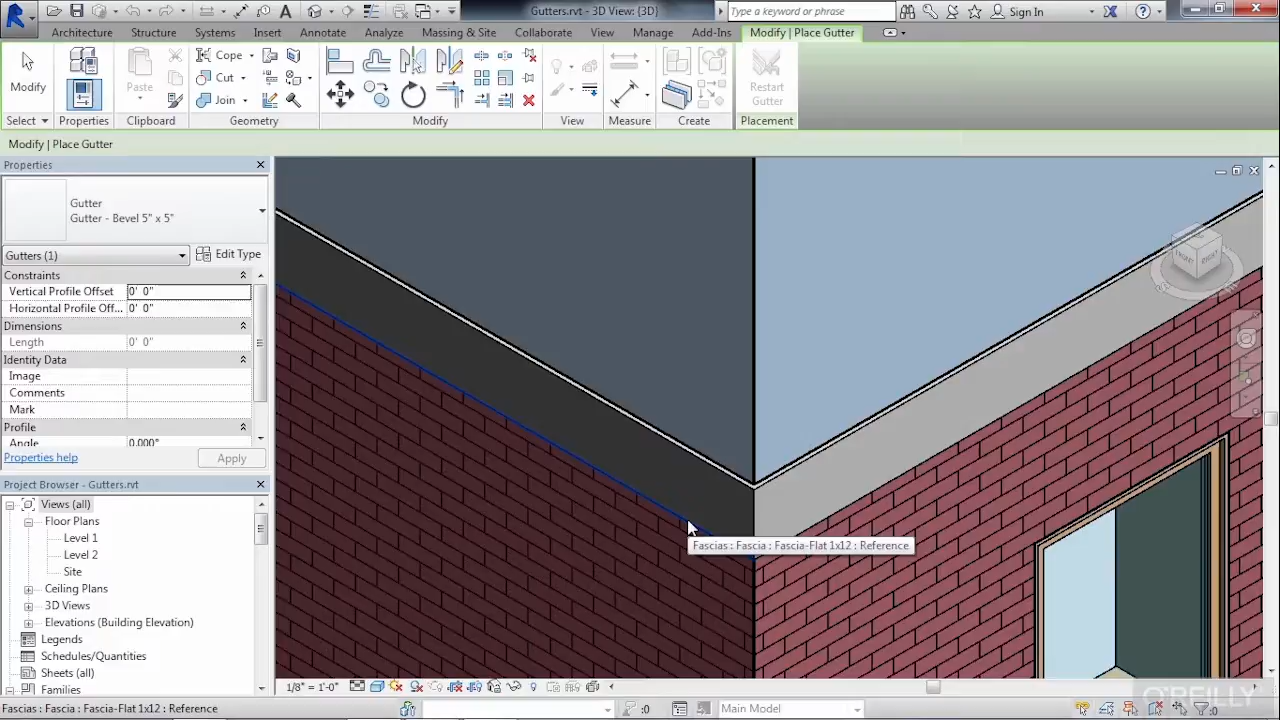 Gutters.rvt - 3D View: {3D}
Type a keyword or phrase
Sign In
Architecture Structure Systems Insert Annotate Analyze Massing & Site Collaborate View Manage Add-Ins Modify | Place Gutter
Modify
Paste
Cope
Cut
Join
Restart
Gutter
Select Properties Clipboard Geometry Modify View Measure Create Placement
Modify | Place Gutter
Properties
Gutter
Gutter - Bevel 5" x 5"
Gutters (1)
Edit Type
Constraints
Vertical Profile Offset 0' 0"
Horizontal Profile Off... 0' 0"
Dimensions
Length 0' 0"
Identity Data
Image
Comments
Mark
Profile
Angle 0.000°
Properties help
Apply
Project Browser - Gutters.rvt
Views (all)
Floor Plans
Level 1
Level 2
Site
Ceiling Plans
3D Views
Elevations (Building Elevation)
Legends
Schedules/Quantities
Sheets (all)
Families
FRONT
RIGHT
Fascias : Fascia : Fascia-Flat 1x12 : Reference
1/8" = 1'-0"
Fascias : Fascia : Fascia-Flat 1x12 : Reference
:0
Main Model
:0
O'REILLY